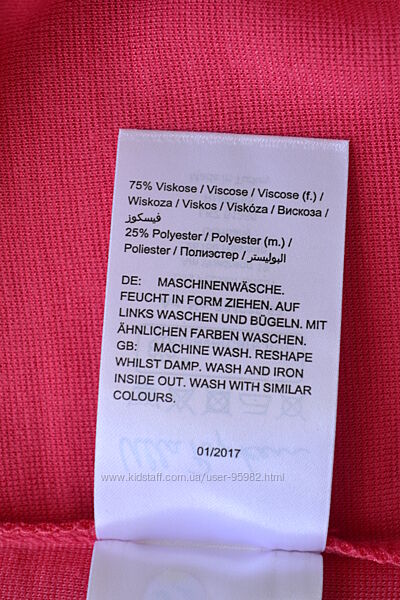 75% Viskose / Viscose / Viscose (f.) /
Wiskoza / Viskos / Viskóza / Вискоза /
فيسكوز
25% Polyester / Polyester (m.) /
Poliester / Полиэстер / البوليستر
DE: MASCHINENWÄSCHE.
FEUCHT IN FORM ZIEHEN. AUF
LINKS WASCHEN UND BÜGELN. MIT
ÄHNLICHEN FARBEN WASCHEN.
GB: MACHINE WASH. RESHAPE
WHILST DAMP. WASH AND IRON
INSIDE OUT. WASH WITH SIMILAR
COLOURS.
01/2017
kidstaff.com.ua/user-95982.html